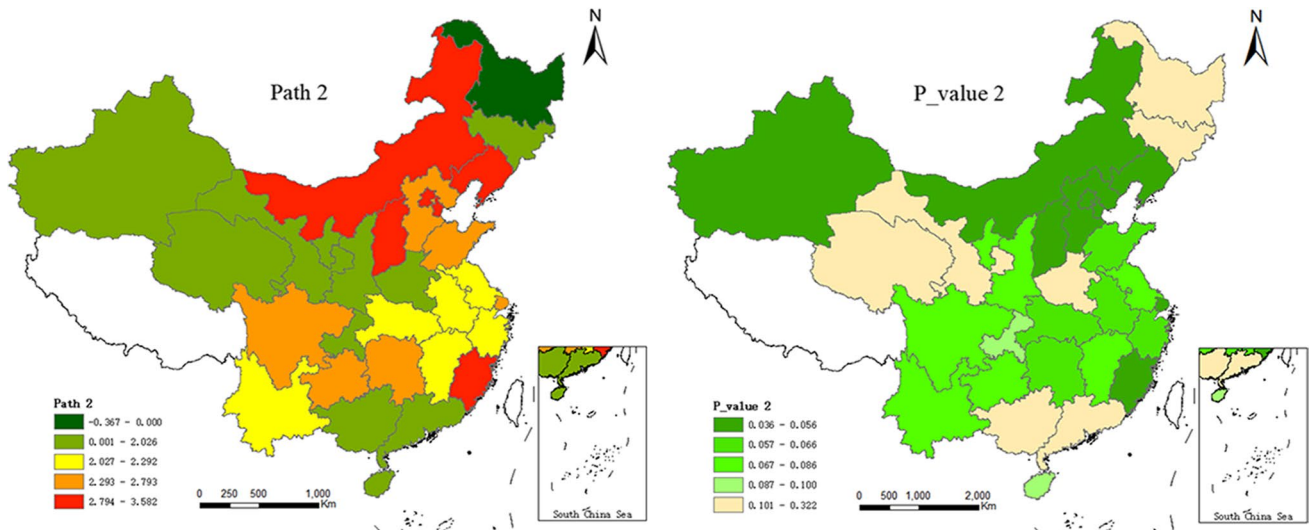 N
Path 2
Path 2
-0.367 - 0.000
0.001 - 2.026
2.027 - 2.292
2.293 - 2.793
2.794 - 3.582
0 250 500 1,000
Km
South China Sea
N
P_value 2
P_value 2
0.036 - 0.056
0.057 - 0.066
0.067 - 0.086
0.087 - 0.100
0.101 - 0.322
0 500 1,000 2,000
Km
South China Sea